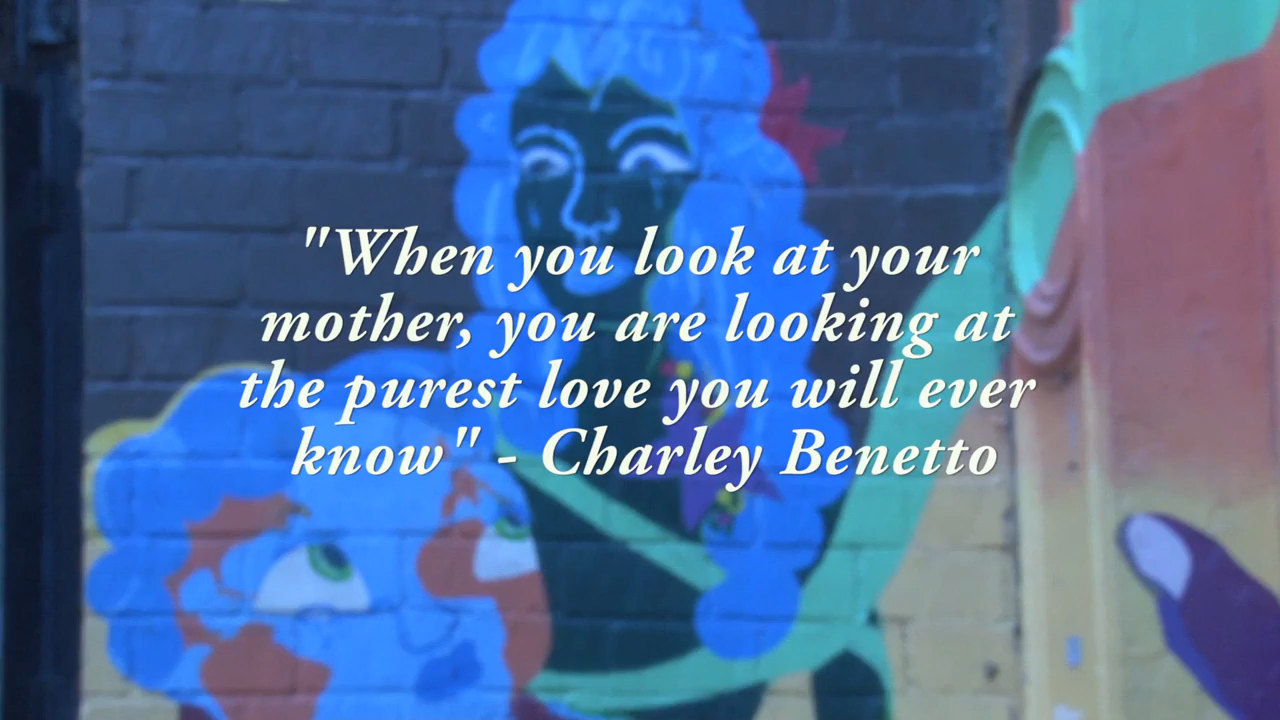 "When you look at your
mother, you are looking at
the purest love you will ever
know" - Charley Benetto